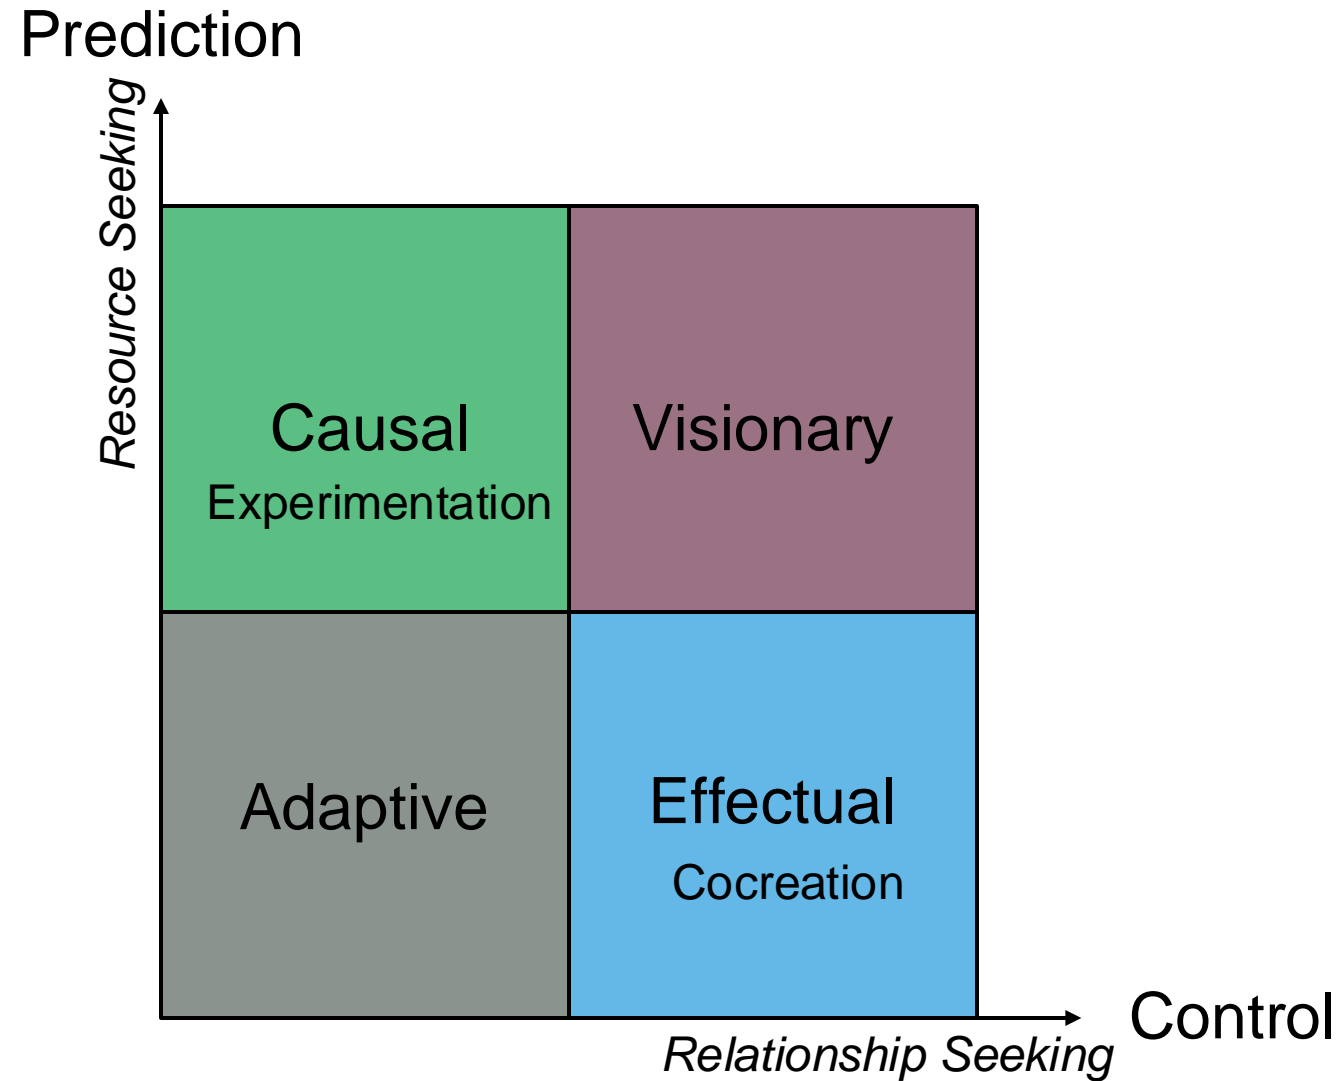 Prediction
Resource Seeking
Causal
Experimentation
Visionary
Adaptive
Effectual
Cocreation
Control
Relationship Seeking